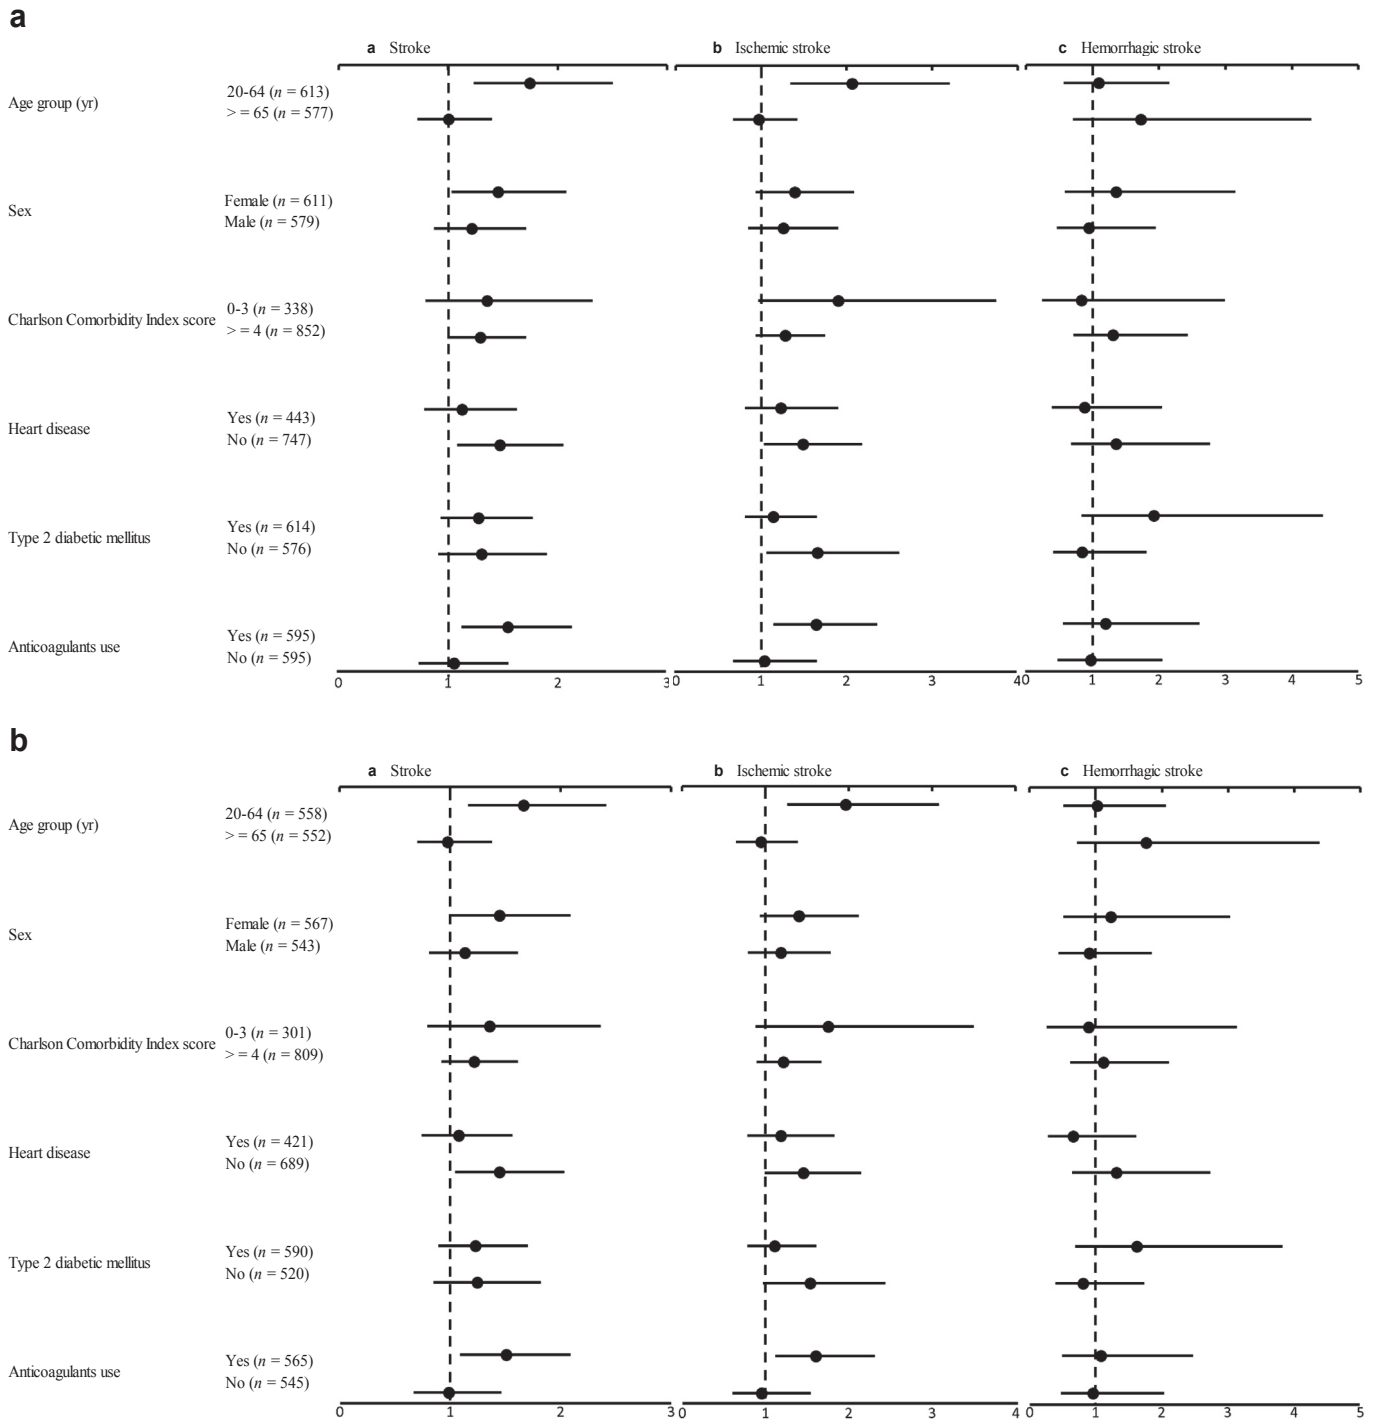 a
a Stroke b Ischemic stroke c Hemorrhagic stroke
Age group (yr)
20-64 (n = 613)
> = 65 (n = 577)
Sex
Female (n = 611)
Male (n = 579)
Charlson Comorbidity Index score
0-3 (n = 338)
> = 4 (n = 852)
Heart disease
Yes (n = 443)
No (n = 747)
Type 2 diabetic mellitus
Yes (n = 614)
No (n = 576)
Anticoagulants use
Yes (n = 595)
No (n = 595)
0 1 2 3 0 1 2 3 4 0 1 2 3 4 5
b
a Stroke b Ischemic stroke c Hemorrhagic stroke
Age group (yr)
20-64 (n = 558)
> = 65 (n = 552)
Sex
Female (n = 567)
Male (n = 543)
Charlson Comorbidity Index score
0-3 (n = 301)
> = 4 (n = 809)
Heart disease
Yes (n = 421)
No (n = 689)
Type 2 diabetic mellitus
Yes (n = 590)
No (n = 520)
Anticoagulants use
Yes (n = 565)
No (n = 545)
0 1 2 3 0 1 2 3 4 0 1 2 3 4 5